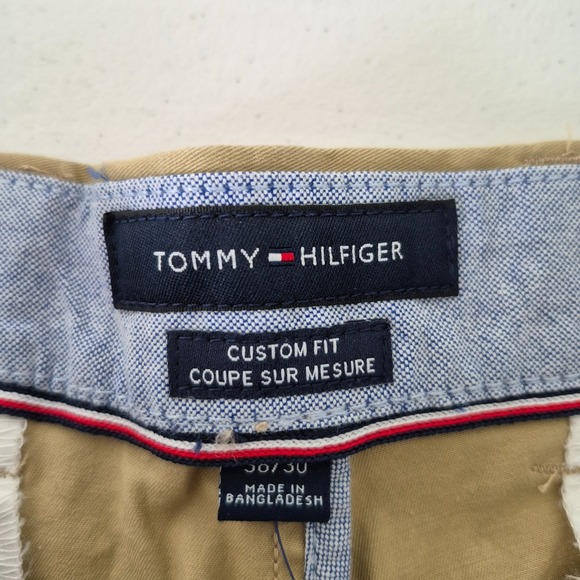 TOMMY HILFIGER
CUSTOM FIT
COUPE SUR MESURE
38/30
MADE IN
BANGLADESH